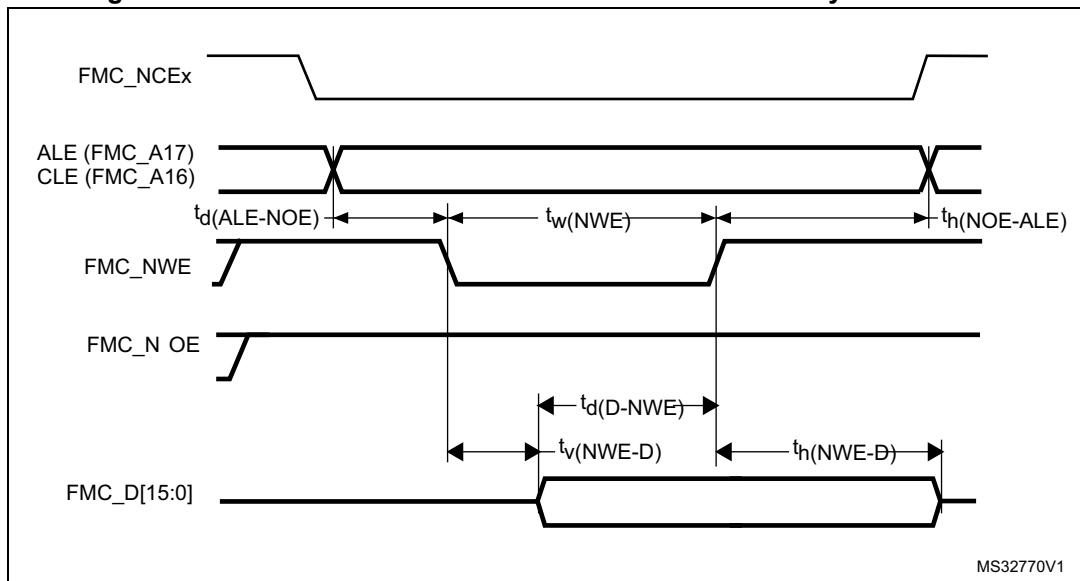 FMC_NCEx
ALE (FMC_A17)
CLE (FMC_A16)
td(ALE-NOE)
tw(NWE)
th(NOE-ALE)
FMC_NWE
FMC_N OE
td(D-NWE)
tv(NWE-D)
th(NWE-D)
FMC_D[15:0]
MS32770V1